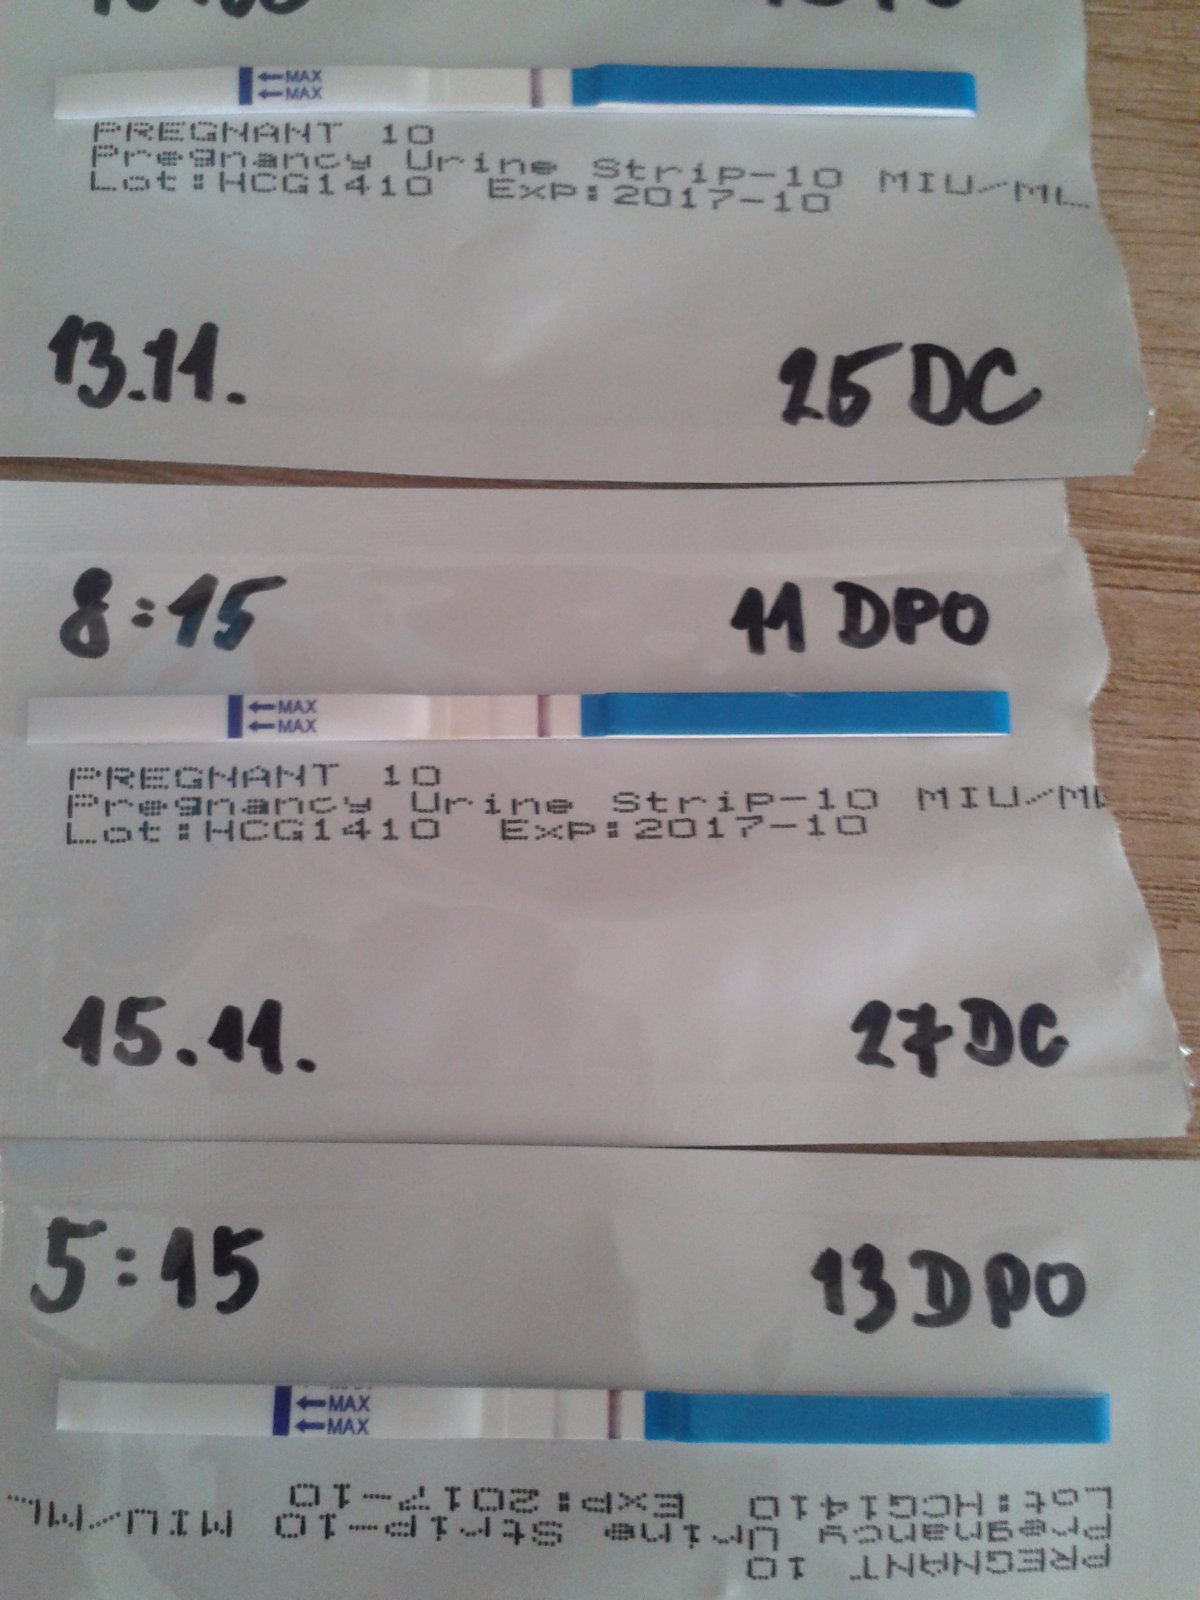 ←MAX
←MAX
PREGNANT 10
Pregnancy Urine Strip-10 MIU/ML
Lot:HCG1410 Exp:2017-10
13.11. 25 DC
8:15 11 DPO
←MAX
←MAX
PREGNANT 10
Pregnancy Urine Strip-10 MIU/ML
Lot:HCG1410 Exp:2017-10
15.11. 27 DC
5:15 13 DPO
←MAX
←MAX
PREGNANT 10
Pregnancy Urine Strip-10 MIU/ML
Lot:HCG1410 Exp:2017-10